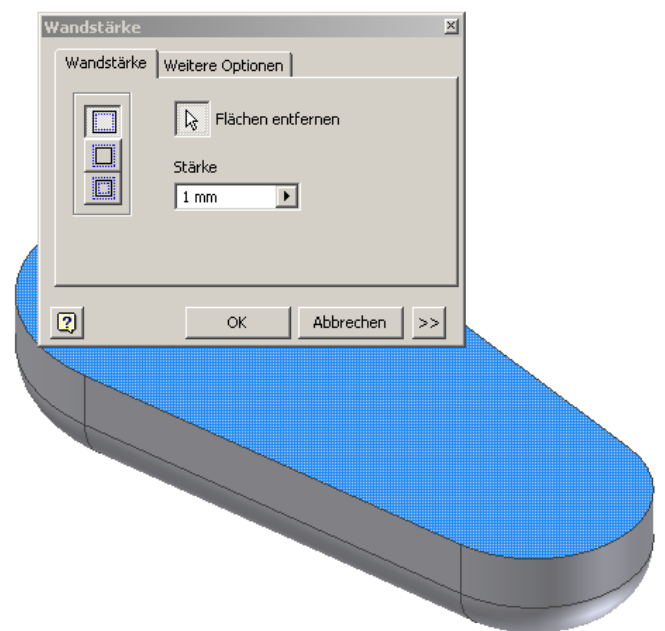 Wandstärke
Wandstärke Weitere Optionen
Flächen entfernen
Stärke
1 mm
OK Abbrechen >>